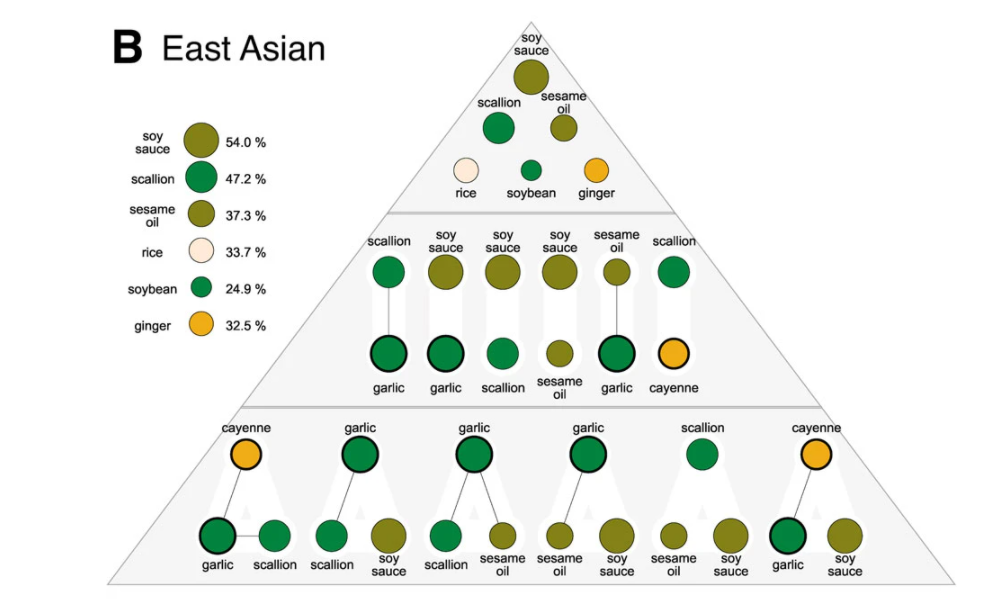 B East Asian
soy
sauce
54.0 %
scallion
47.2 %
sesame
oil
37.3 %
rice
33.7 %
soybean
24.9 %
ginger
32.5 %
soy
sauce
scallion
sesame
oil
rice
soybean
ginger
scallion
soy
sauce
soy
sauce
soy
sauce
sesame
oil
scallion
garlic
garlic
scallion
sesame
oil
garlic
cayenne
cayenne
garlic
garlic
garlic
scallion
cayenne
garlic
scallion
scallion
soy
sauce
scallion
sesame
oil
sesame
oil
soy
sauce
sesame
oil
soy
sauce
garlic
soy
sauce